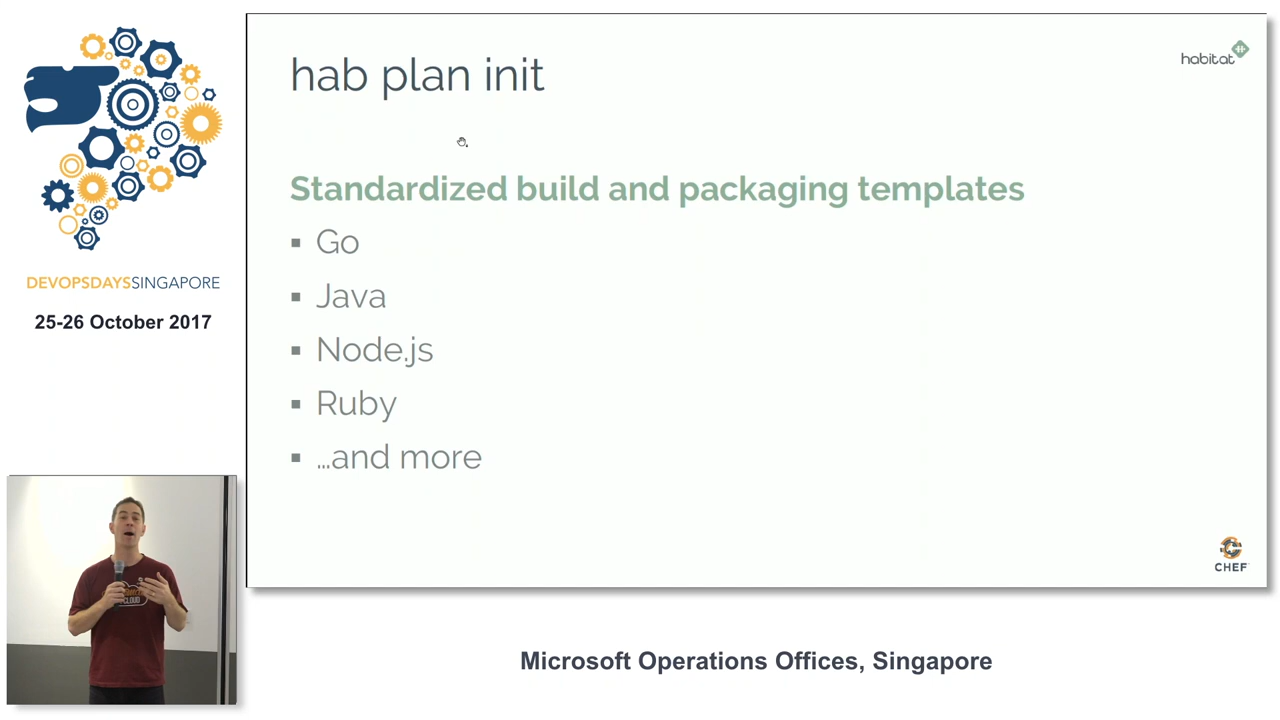 DEVOPSDAYSSINGAPORE
25-26 October 2017
hab plan init
habitat
Standardized build and packaging templates
Go
Java
Node.js
Ruby
...and more
CHEF
CLOUD
Microsoft Operations Offices, Singapore